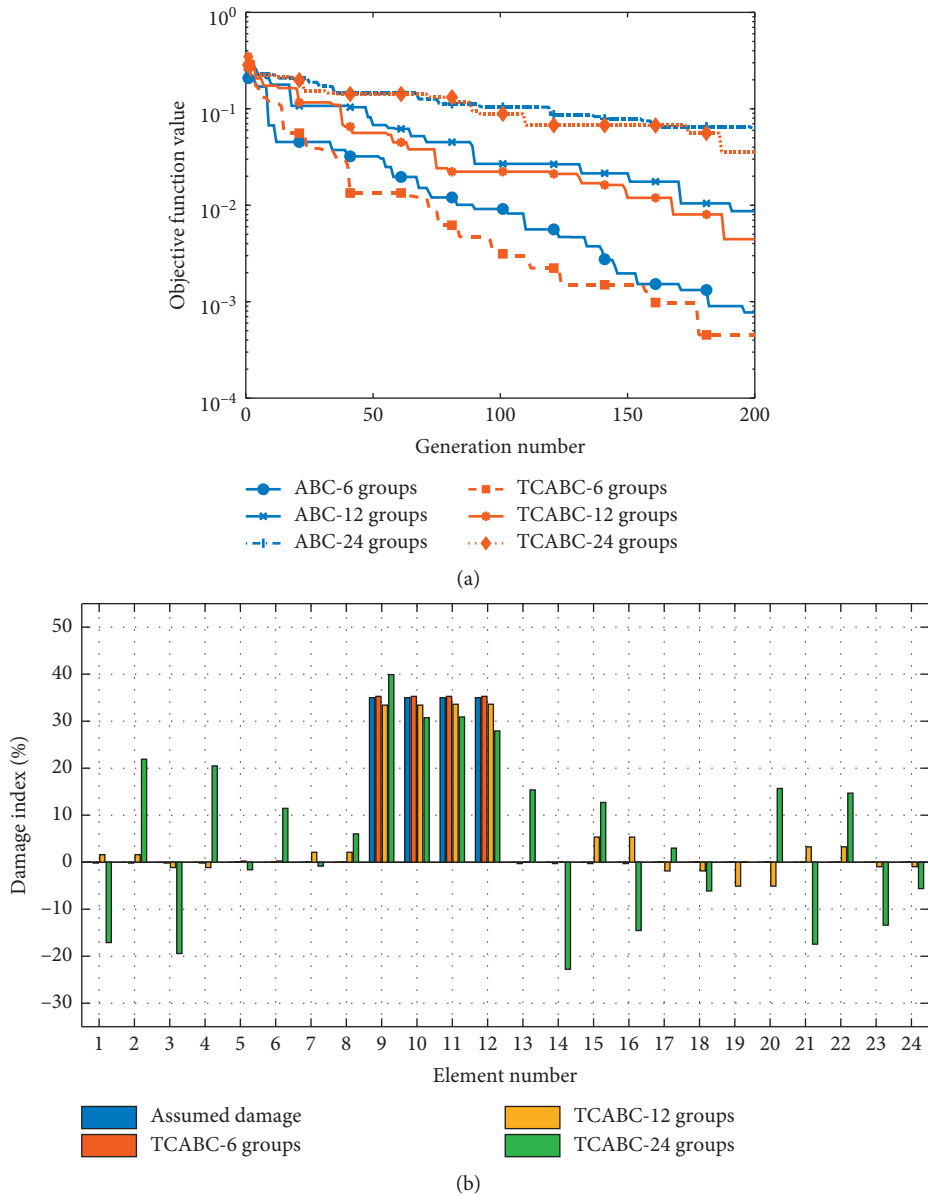 10^0
10^−1
10^−2
10^−3
10^−4
Objective function value
0 50 100 150 200
Generation number
ABC-6 groups
ABC-12 groups
ABC-24 groups
TCABC-6 groups
TCABC-12 groups
TCABC-24 groups
(a)
50
40
30
20
10
0
−10
−20
−30
Damage index (%)
1 2 3 4 5 6 7 8 9 10 11 12 13 14 15 16 17 18 19 20 21 22 23 24
Element number
Assumed damage
TCABC-6 groups
TCABC-12 groups
TCABC-24 groups
(b)